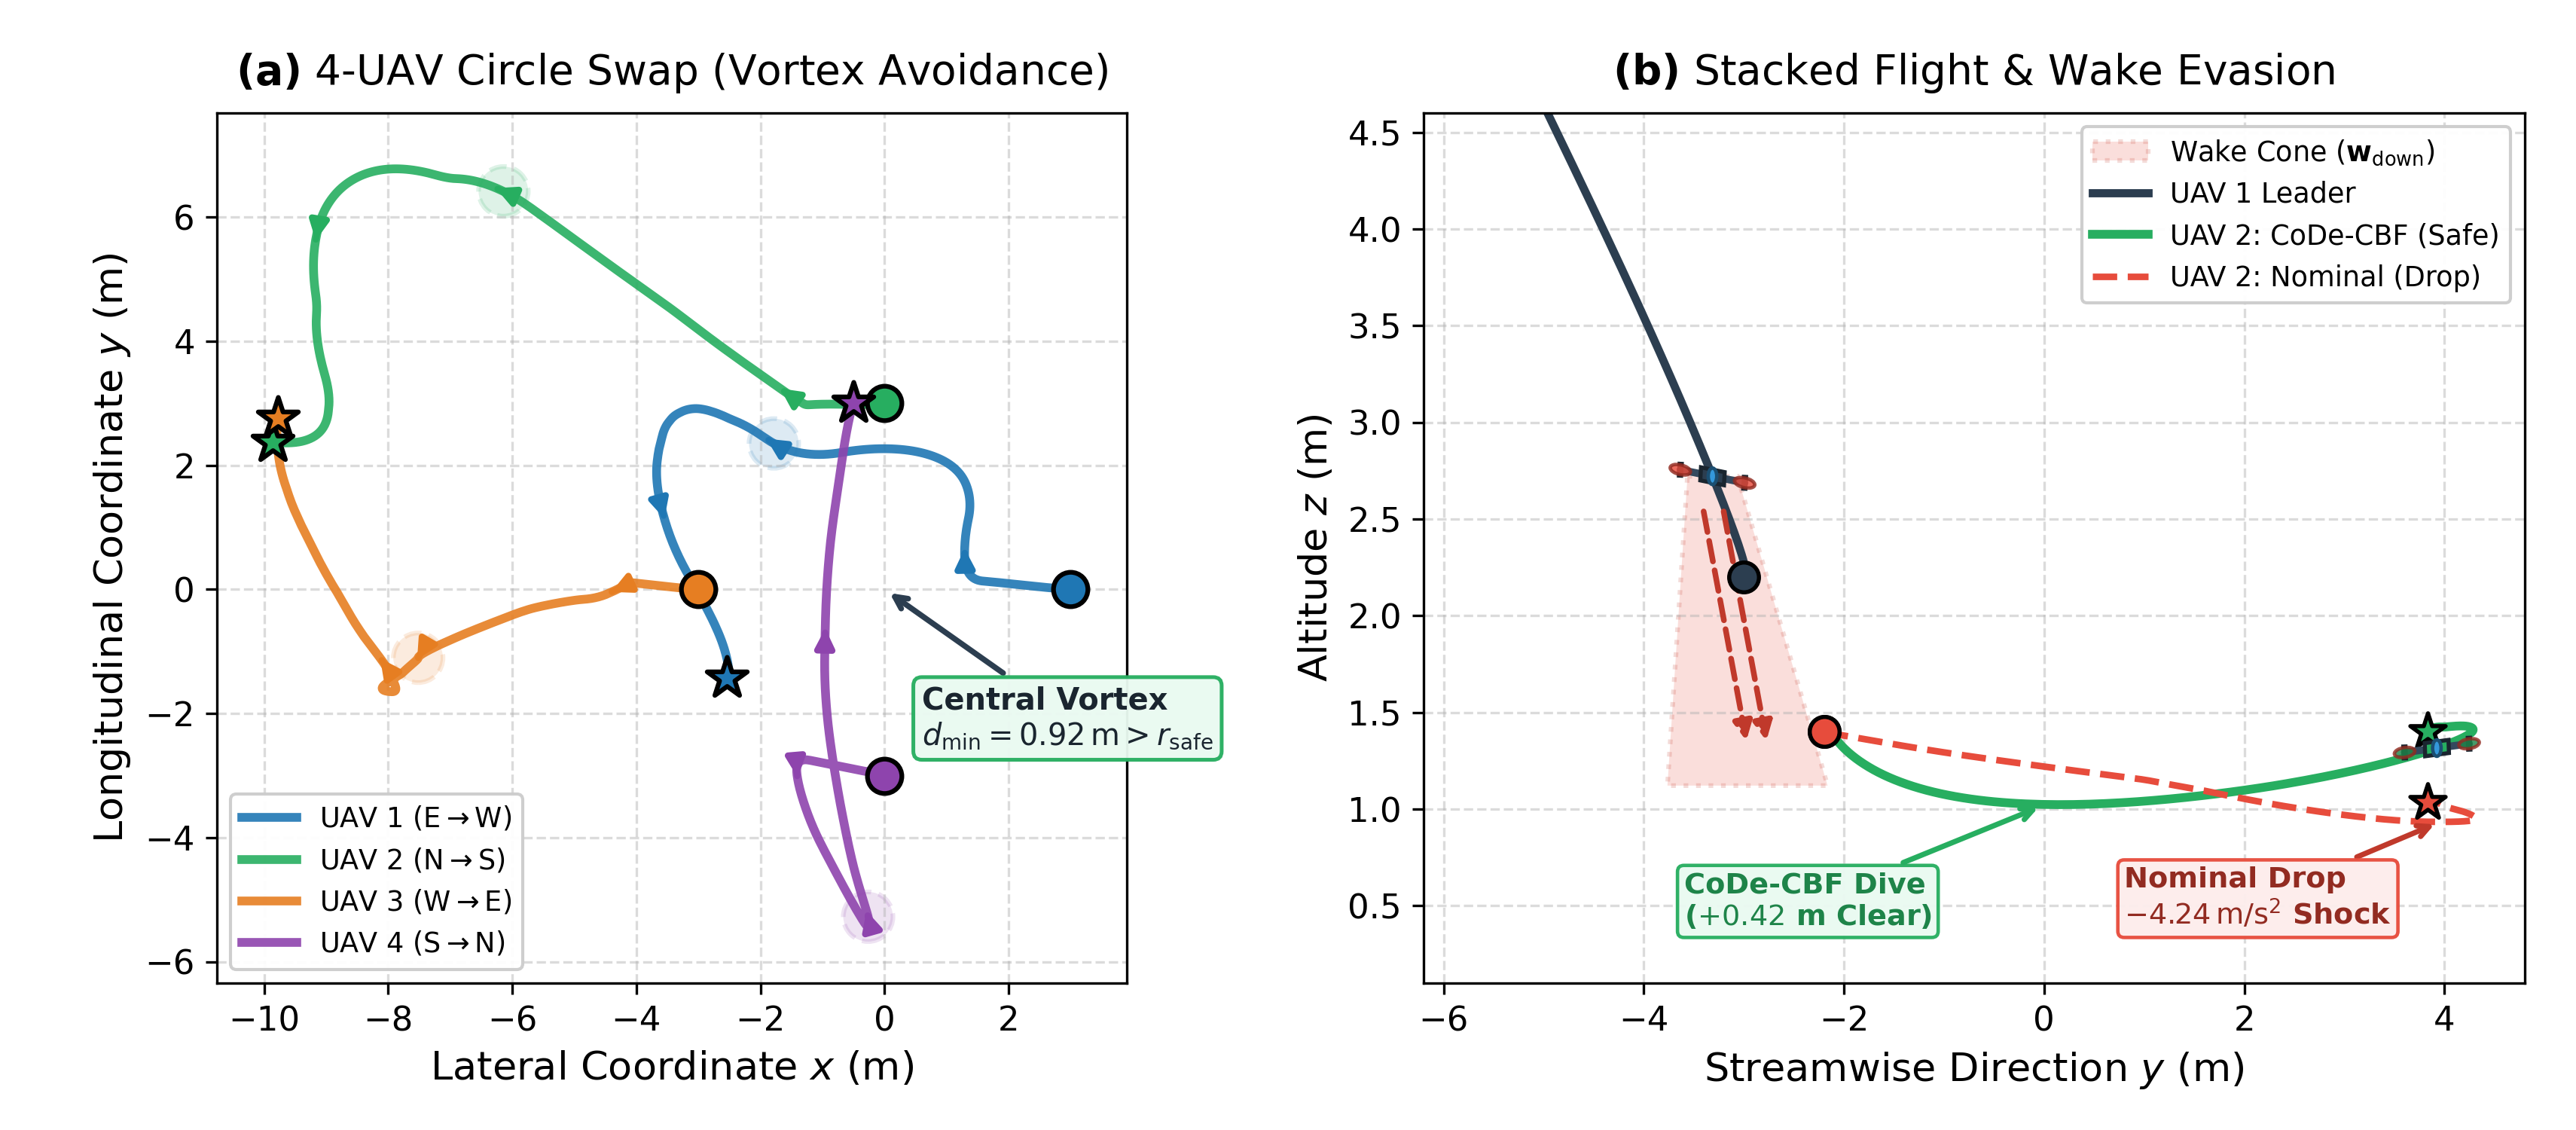 (a) 4-UAV Circle Swap (Vortex Avoidance)
Longitudinal Coordinate y (m)
6
4
2
0
−2
−4
−6
−10
−8
−6
−4
−2
0
2
Lateral Coordinate x (m)
Central Vortex
d_min = 0.92 m > r_safe
UAV 1 (E→W)
UAV 2 (N→S)
UAV 3 (W→E)
UAV 4 (S→N)
(b) Stacked Flight & Wake Evasion
Altitude z (m)
4.5
4.0
3.5
3.0
2.5
2.0
1.5
1.0
0.5
−6
−4
−2
0
2
4
Streamwise Direction y (m)
Wake Cone (w_down)
UAV 1 Leader
UAV 2: CoDe-CBF (Safe)
UAV 2: Nominal (Drop)
CoDe-CBF Dive
(+0.42 m Clear)
Nominal Drop
−4.24 m/s² Shock